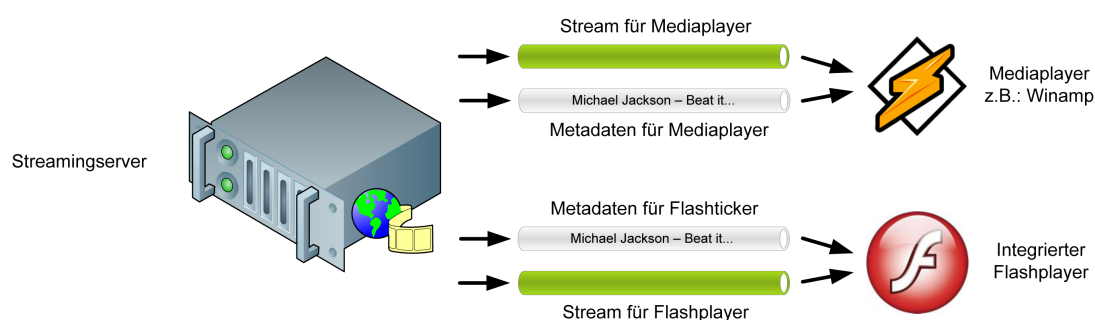 Stream für Mediaplayer
Michael Jackson – Beat it...
Metadaten für Mediaplayer
Mediaplayer
z.B.: Winamp
Streamingserver
Metadaten für Flashticker
Michael Jackson – Beat it...
Stream für Flashplayer
Integrierter
Flashplayer